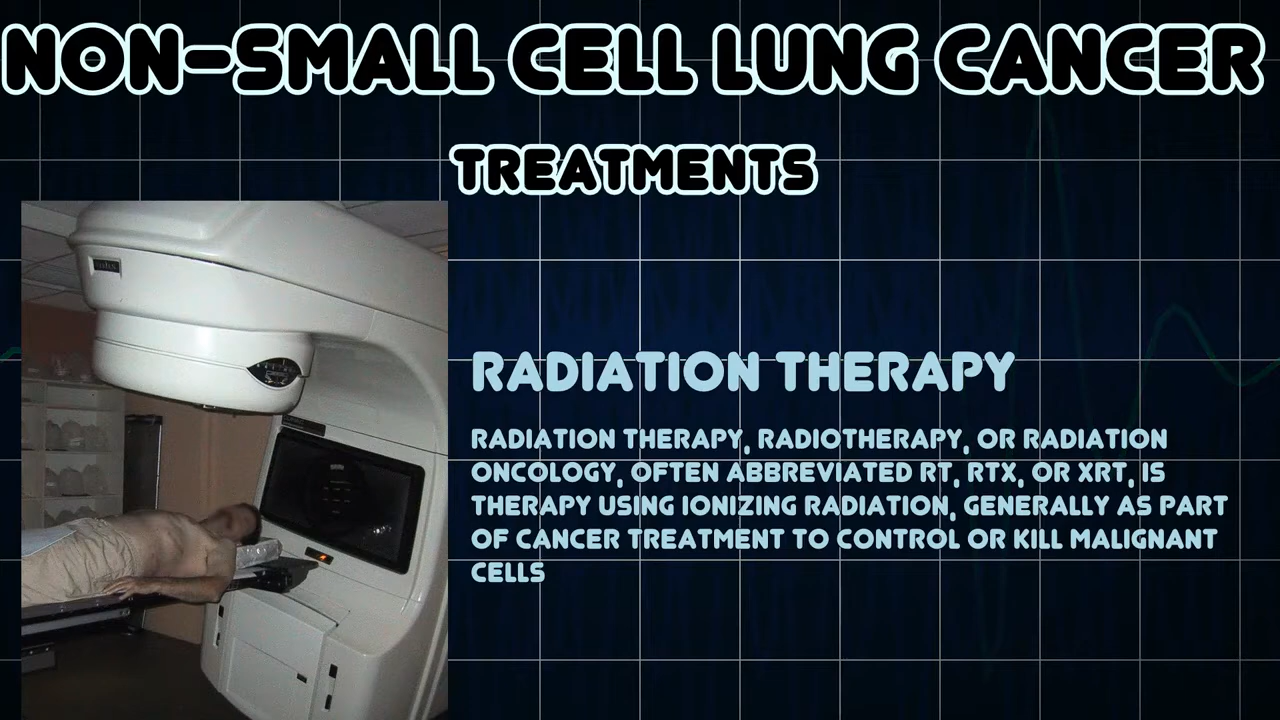 NON-SMALL CELL LUNG CANCER
TREATMENTS
RADIATION THERAPY
RADIATION THERAPY, RADIOTHERAPY, OR RADIATION
ONCOLOGY, OFTEN ABBREVIATED RT, RTX, OR XRT, IS
THERAPY USING IONIZING RADIATION, GENERALLY AS PART
OF CANCER TREATMENT TO CONTROL OR KILL MALIGNANT
CELLS